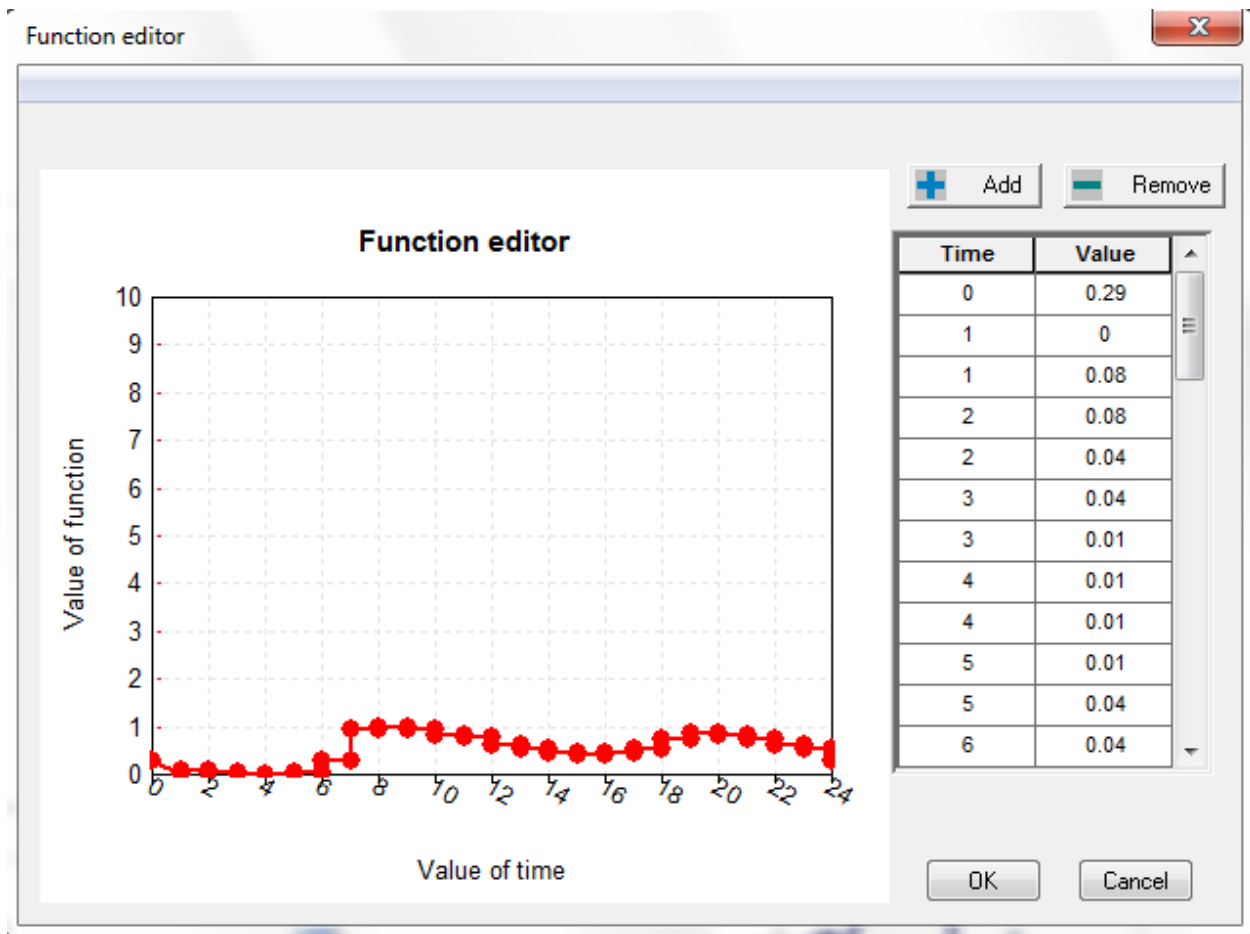 Function editor
Add Remove
Function editor
Time Value
0 0.29
1 0
1 0.08
2 0.08
2 0.04
3 0.04
3 0.01
4 0.01
4 0.01
5 0.01
5 0.04
6 0.04
10
9
8
7
6
5
4
3
2
1
0
Value of function
0 2 4 6 8 10 12 14 16 18 20 22 24
Value of time
OK Cancel